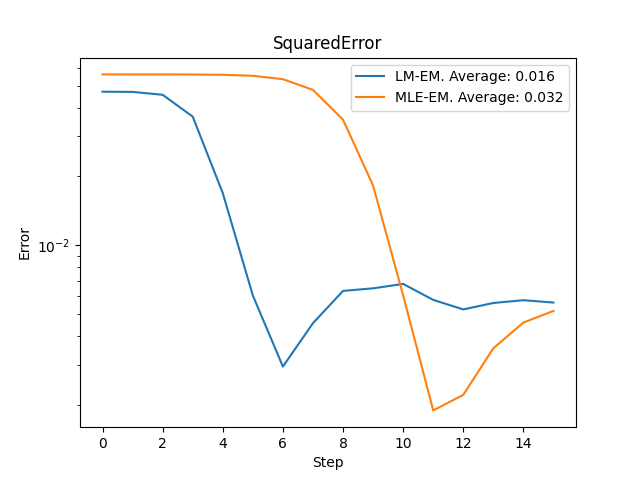 SquaredError
LM-EM. Average: 0.016
MLE-EM. Average: 0.032
Error
10⁻²
0 2 4 6 8 10 12 14
Step